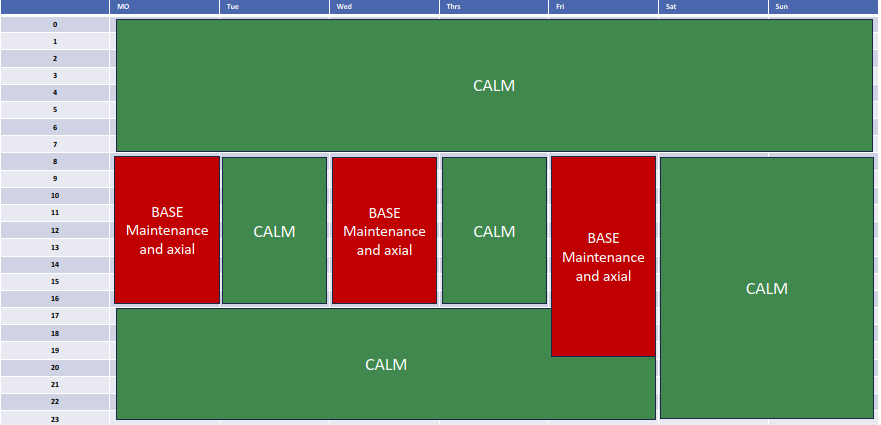 MO Tue Wed Thrs Fri Sat Sun
0
1
2
3
4
5
6
7
CALM
8
9
10
11
12
13
14
15
16
BASE
Maintenance
and axial
CALM
BASE
Maintenance
and axial
CALM
BASE
Maintenance
and axial
CALM
17
18
19
20
21
22
23
CALM